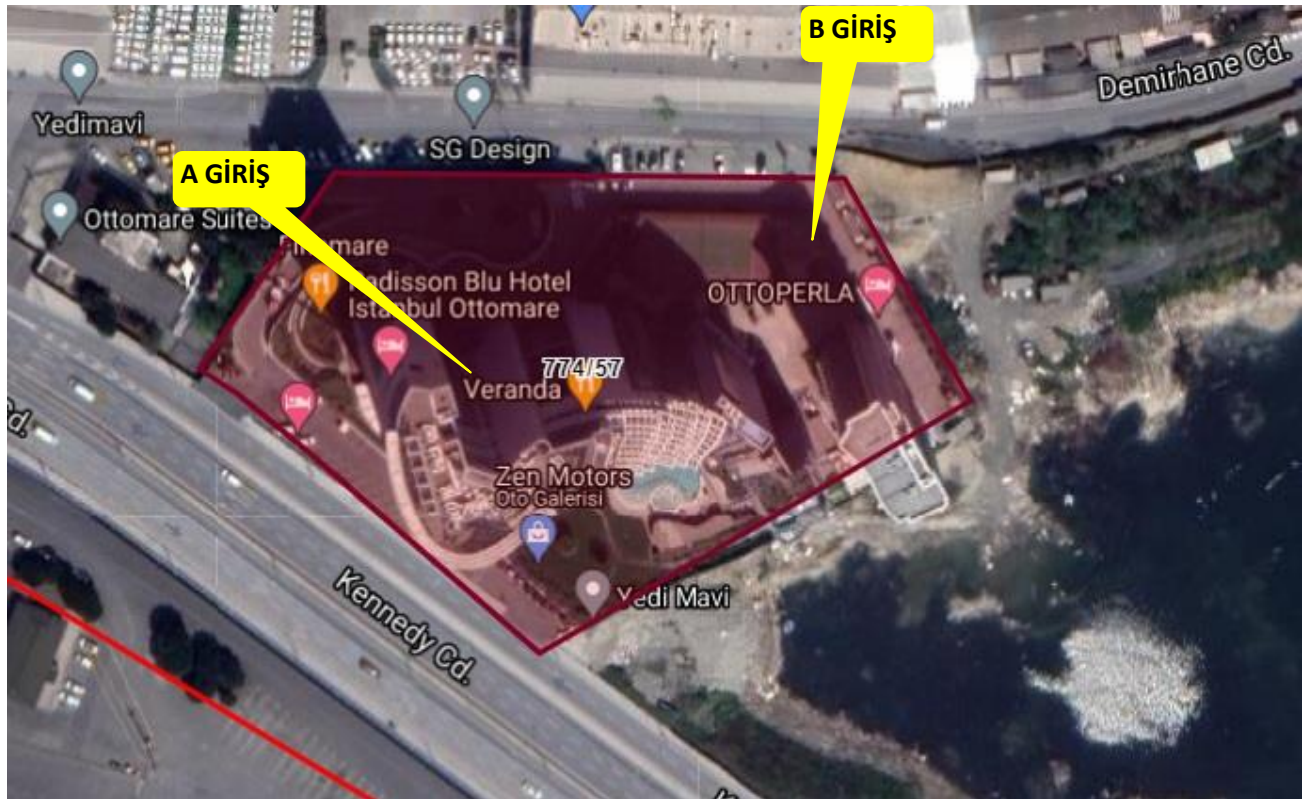 B GİRİŞ
Demirhane Cd.
Yedimavi
SG Design
A GİRİŞ
Ottomare Suites
Radisson Blu Hotel
Istanbul Ottomare
OTTOPERLA
774/57
Veranda
Cd.
Zen Motors
Oto Galerisi
Kennedy Cd.
Yedi Mavi